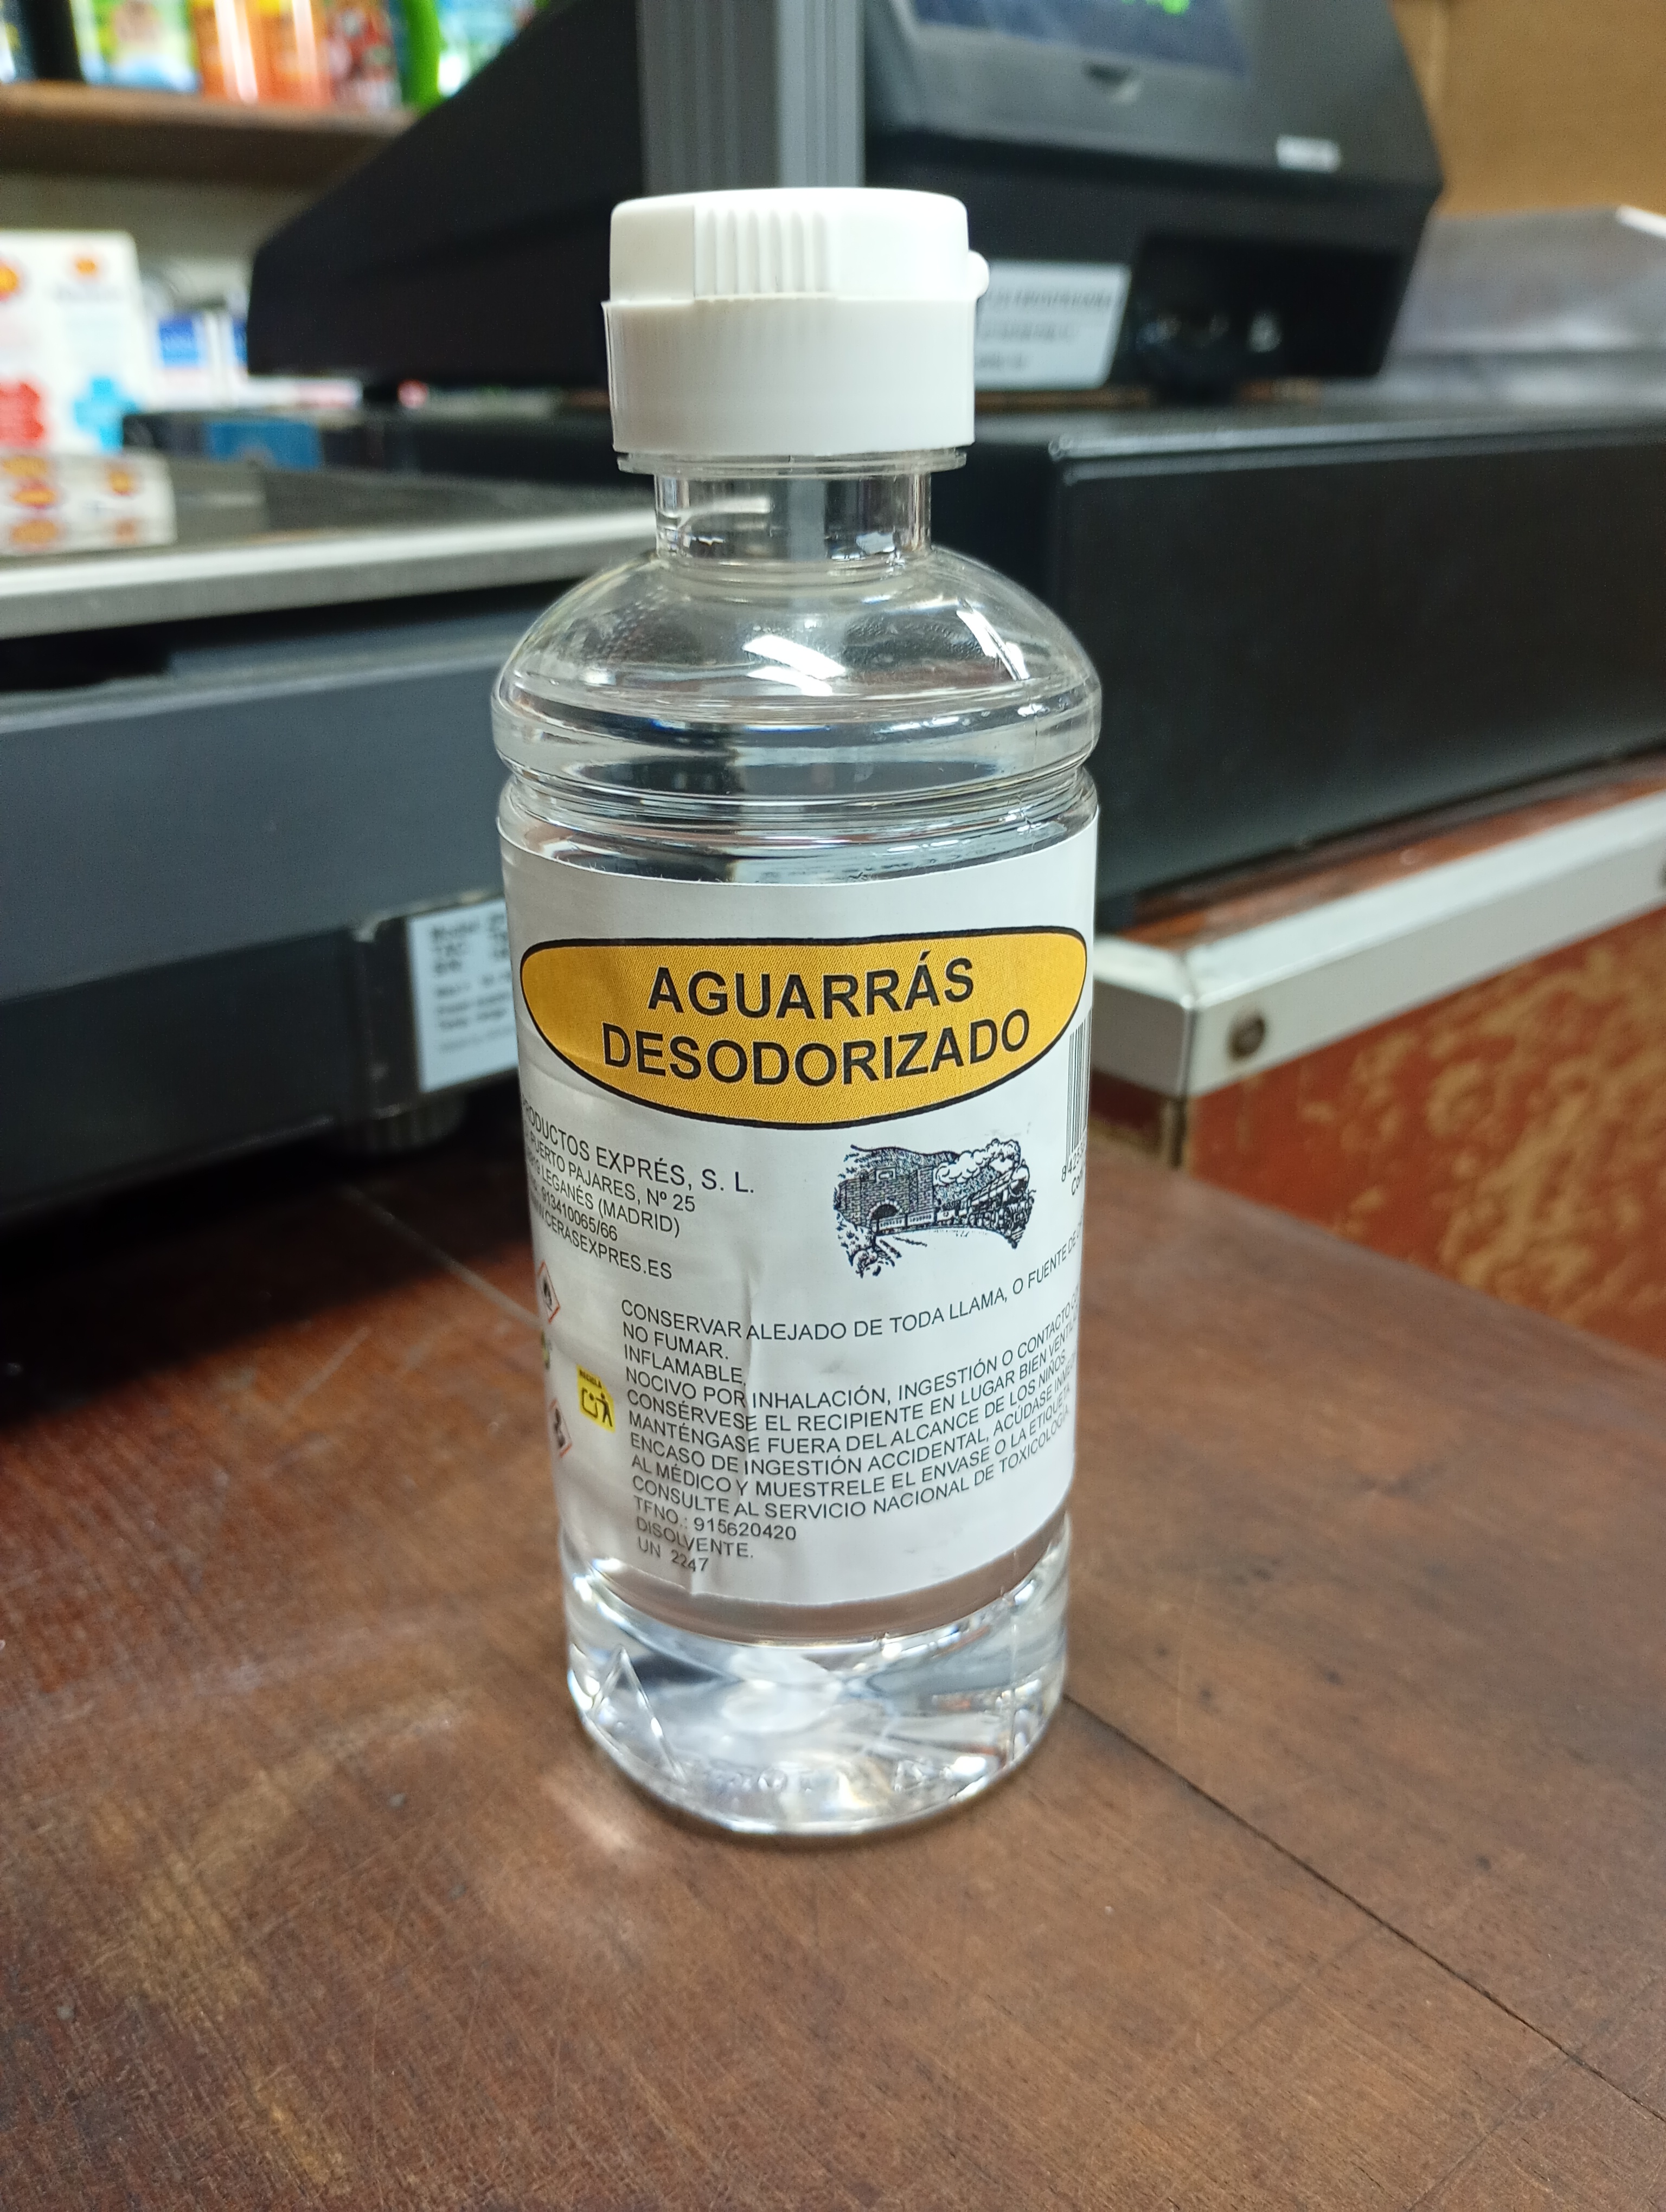 AGUARRÁS
DESODORIZADO
PRODUCTOS EXPRÉS, S. L.
PUERTO PAJARES, Nº 25
LEGANÉS (MADRID)
913410065/66
.CERASEXPRES.ES
CONSERVAR ALEJADO DE TODA LLAMA, O FUENTE DE
NO FUMAR.
INFLAMABLE,
NOCIVO POR INHALACIÓN, INGESTIÓN O CONTACTO
CONSÉRVESE EL RECIPIENTE EN LUGAR BIEN
MANTÉNGASE FUERA DEL ALCANCE DE LOS NIÑOS.
ENCASO DE INGESTIÓN ACCIDENTAL, ACÚDASE
AL MÉDICO Y MUESTRELE EL ENVASE O LA ETIQUETA.
CONSULTE AL SERVICIO NACIONAL DE TOXICOLOGÍA.
TFNO.: 915620420
DISOLVENTE.
UN 2247